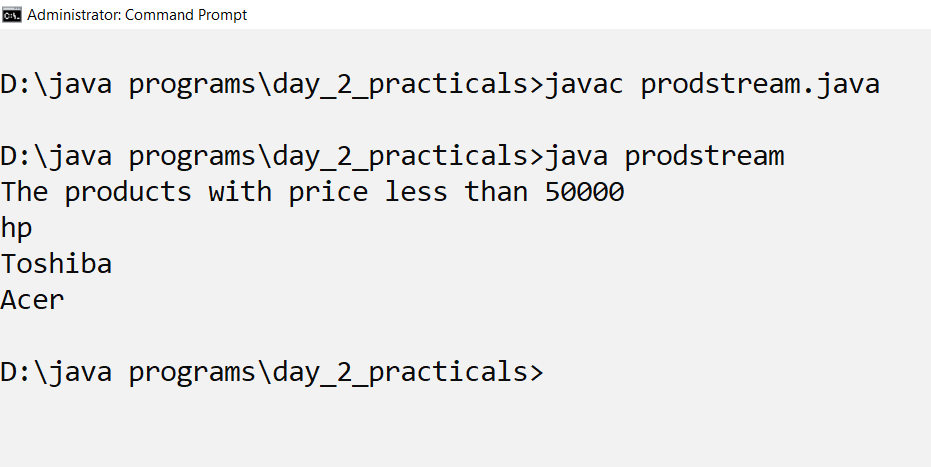 Administrator: Command Prompt
D:\java programs\day_2_practicals>javac prodstream.java
D:\java programs\day_2_practicals>java prodstream
The products with price less than 50000
hp
Toshiba
Acer
D:\java programs\day_2_practicals>